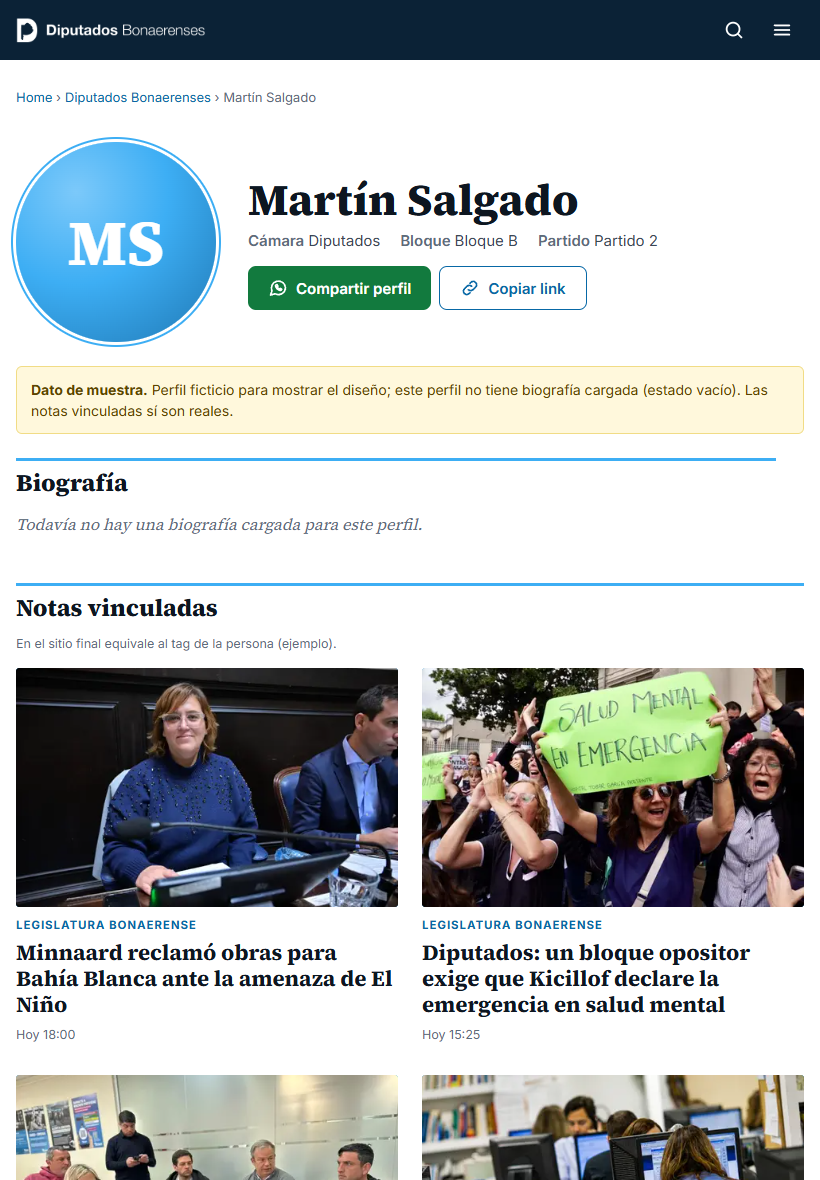 Diputados Bonaerenses
Home › Diputados Bonaerenses › Martín Salgado
MS
Martín Salgado
Cámara Diputados Bloque Bloque B Partido Partido 2
Compartir perfil
Copiar link
Dato de muestra. Perfil ficticio para mostrar el diseño; este perfil no tiene biografía cargada (estado vacío). Las
notas vinculadas sí son reales.
Biografía
Todavía no hay una biografía cargada para este perfil.
Notas vinculadas
En el sitio final equivale al tag de la persona (ejemplo).
SALUD MENTAL
EN EMERGENCIA
LEGISLATURA BONAERENSE
Minnaard reclamó obras para
Bahía Blanca ante la amenaza de El
Niño
Hoy 18:00
LEGISLATURA BONAERENSE
Diputados: un bloque opositor
exige que Kicillof declare la
emergencia en salud mental
Hoy 15:25